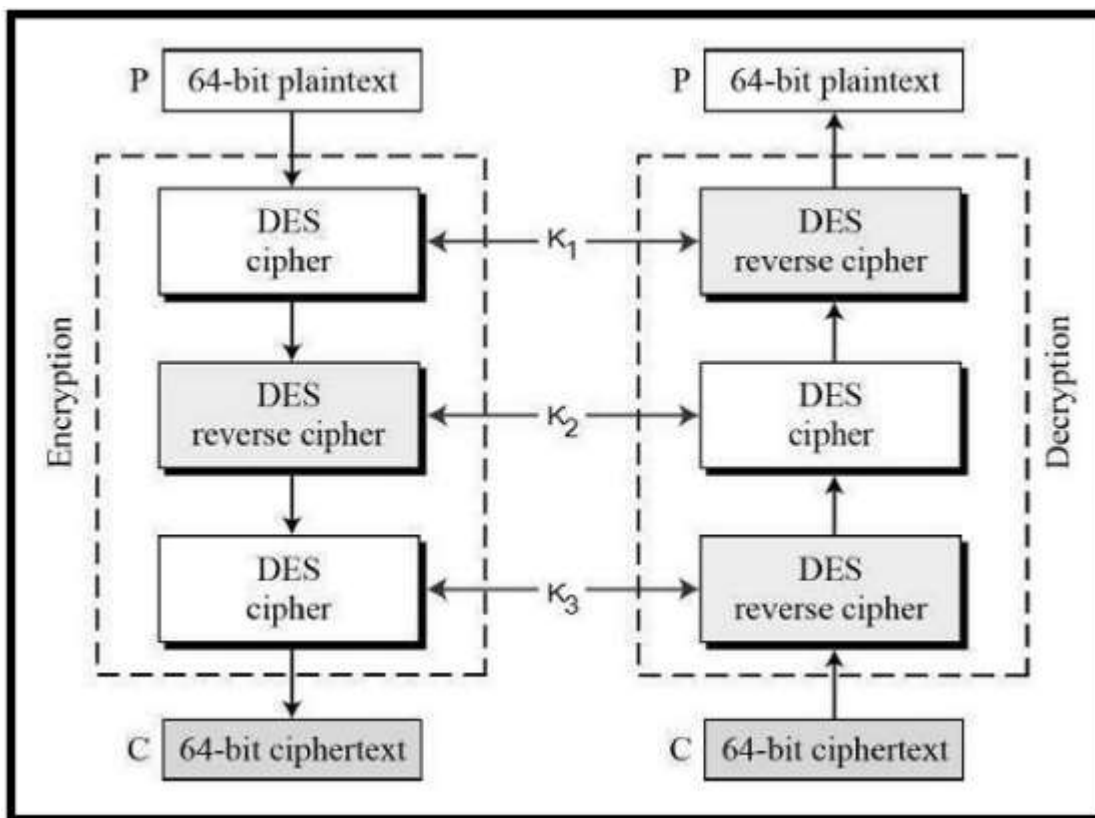 P 64-bit plaintext
P 64-bit plaintext
Encryption
DES
cipher
K1
DES
reverse cipher
DES
reverse cipher
K2
DES
cipher
DES
cipher
K3
DES
reverse cipher
Decryption
C 64-bit ciphertext
C 64-bit ciphertext